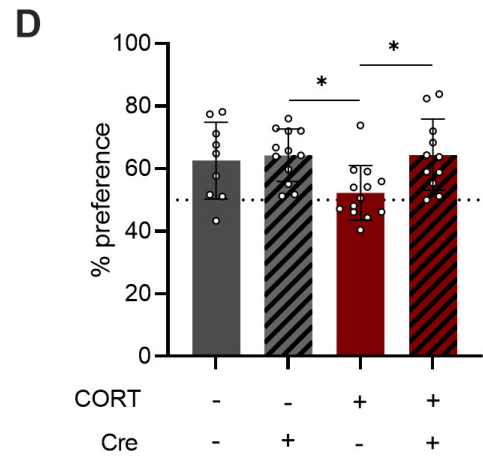 D
100
*
*
80
60
% preference
40
20
0
CORT - - + +
Cre - + - +